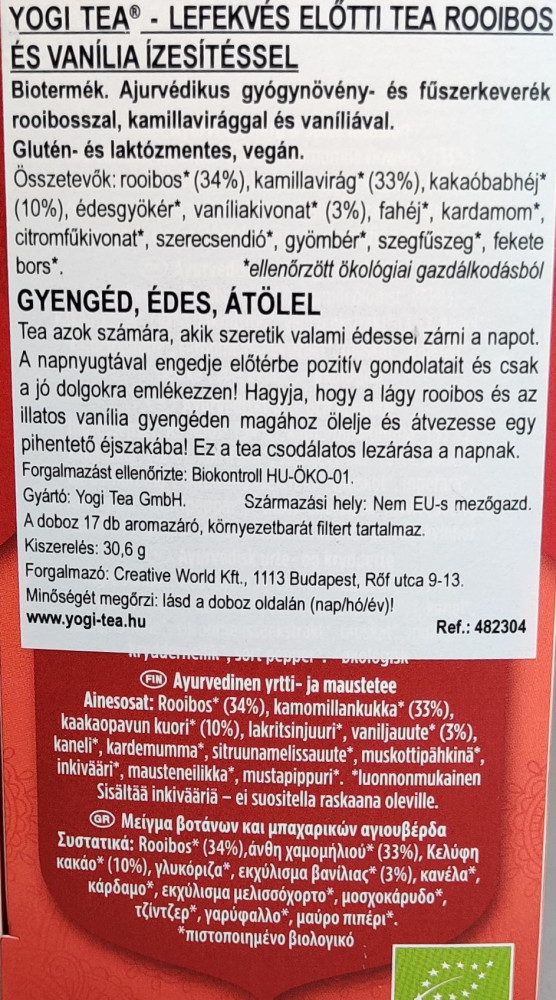 YOGI TEA® - LEFEKVÉS ELŐTTI TEA ROOIBOS
ÉS VANÍLIA ÍZESÍTÉSSEL
Biotermék. Ajurvédikus gyógynövény- és fűszerkeverék
rooibosszal, kamillavirággal és vaníliával.
Glutén- és laktózmentes, vegán.
Összetevők: rooibos* (34%), kamillavirág* (33%), kakaóbabhéj*
(10%), édesgyökér*, vaníliakivonat* (3%), fahéj*, kardamom*,
citromfűkivonat*, szerecsendió*, gyömbér*, szegfűszeg*, fekete
bors*. *ellenőrzött ökológiai gazdálkodásból
GYENGÉD, ÉDES, ÁTÖLEL
Tea azok számára, akik szeretik valami édessel zárni a napot.
A napnyugtával engedje előtérbe pozitív gondolatait és csak
a jó dolgokra emlékezzen! Hagyja, hogy a lágy rooibos és az
illatos vanília gyengéden magához ölelje és átvezesse egy
pihentető éjszakába! Ez a tea csodálatos lezárása a napnak.
Forgalmazást ellenőrizte: Biokontroll HU-ÖKO-01.
Gyártó: Yogi Tea GmbH. Származási hely: Nem EU-s mezőgazd.
A doboz 17 db aromazáró, környezetbarát filtert tartalmaz.
Kiszerelés: 30,6 g
Forgalmazó: Creative World Kft., 1113 Budapest, Rőf utca 9-13.
Minőségét megőrzi: lásd a doboz oldalán (nap/hó/év)!
www.yogi-tea.hu Ref.: 482304
FIN Ayurvedinen yrtti- ja maustetee
Ainesosat: Rooibos* (34%), kamomillankukka* (33%),
kaakaopavun kuori* (10%), lakritsinjuuri*, vaniljauute* (3%),
kaneli*, kardemumma*, sitruunamelissauute*, muskottipähkinä*,
inkivääri*, mausteneilikka*, mustapippuri*. *luonnonmukainen
Sisältää inkivääriä – ei suositella raskaana oleville.
GR Μείγμα βοτάνων και μπαχαρικών αγιουβέρδα
Συστατικά: Rooibos* (34%),άνθη χαμομηλιού* (33%), Κελύφη
κακάο* (10%), γλυκόριζα*, εκχύλισμα βανίλιας* (3%), κανέλα*,
κάρδαμο*, εκχύλισμα μελισσόχορτο*, μοσχοκάρυδο*,
τζίντζερ*, γαρύφαλλο*, μαύρο πιπέρι*.
*πιστοποιημένο βιολογικό